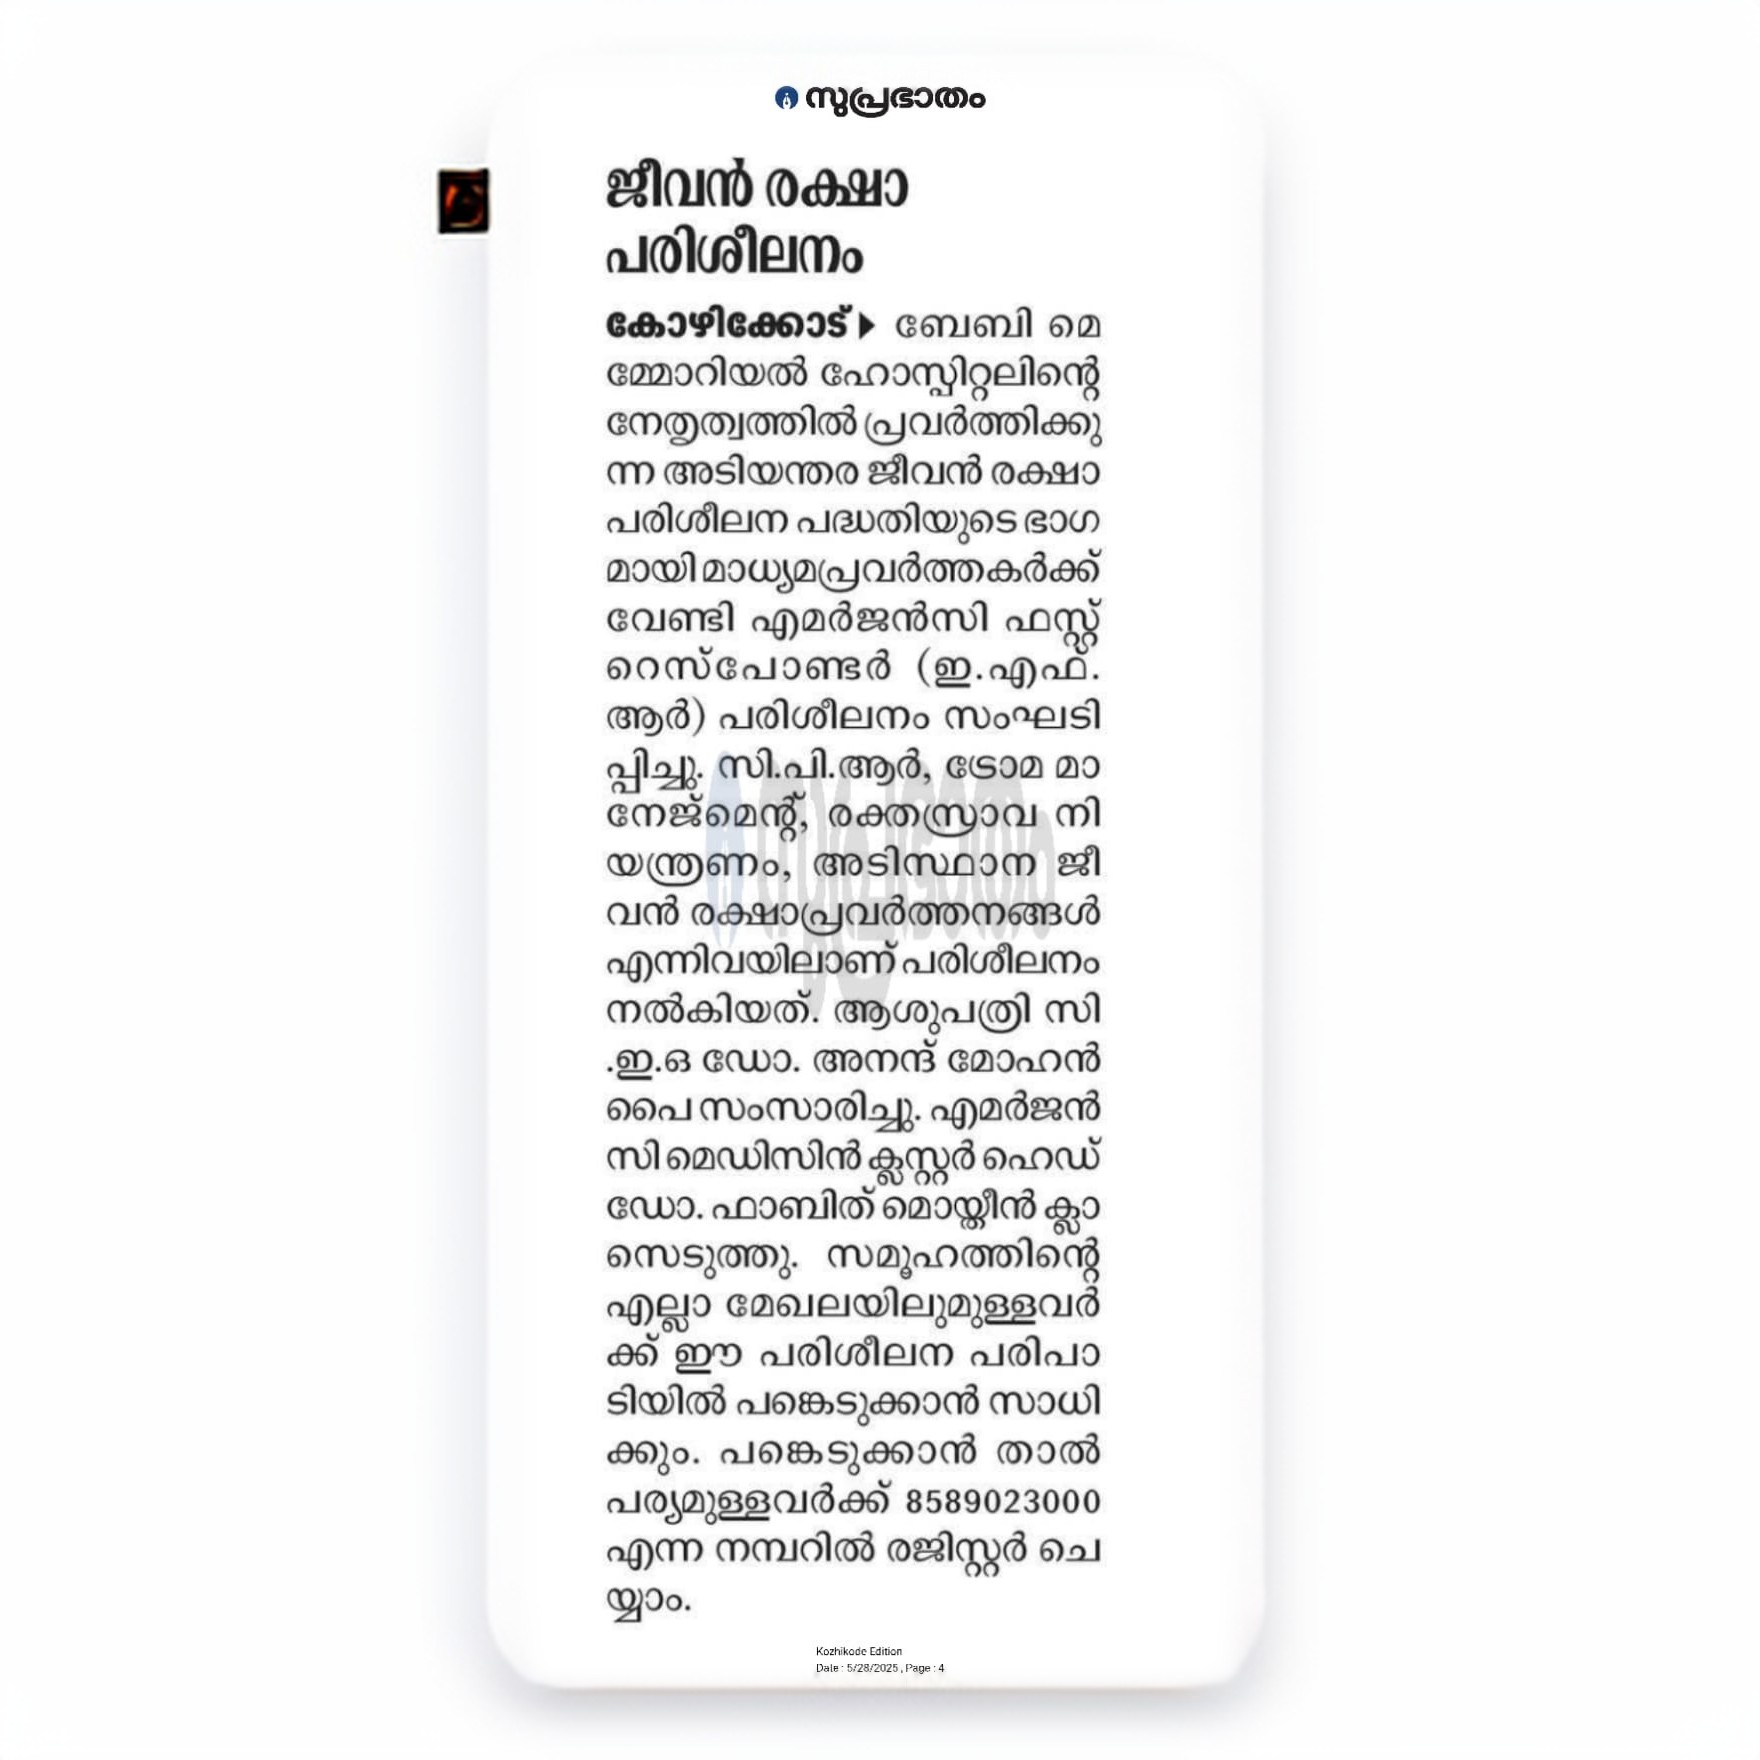 സുപ്രഭാതം
ജീവൻ രക്ഷാ
പരിശീലനം
കോഴിക്കോട് ▶ ബേബി മെ
മ്മോറിയൽ ഹോസ്പിറ്റലിന്റെ
നേതൃത്വത്തിൽ പ്രവർത്തിക്കു
ന്ന അടിയന്തര ജീവൻ രക്ഷാ
പരിശീലന പദ്ധതിയുടെ ഭാഗ
മായി മാധ്യമപ്രവർത്തകർക്ക്
വേണ്ടി എമർജൻസി ഫസ്റ്റ്
റെസ്പോണ്ടർ (ഇ.എഫ്.
ആർ) പരിശീലനം സംഘടി
പ്പിച്ചു. സി.പി.ആർ, ട്രോമ മാ
നേജ്മെന്റ്, രക്തസ്രാവ നി
യന്ത്രണം, അടിസ്ഥാന ജീ
വൻ രക്ഷാപ്രവർത്തനങ്ങൾ
എന്നിവയിലാണ് പരിശീലനം
നൽകിയത്. ആശുപത്രി സി
.ഇ.ഒ ഡോ. അനന്ദ് മോഹൻ
പൈ സംസാരിച്ചു. എമർജൻ
സി മെഡിസിൻ ക്ലസ്റ്റർ ഹെഡ്
ഡോ. ഫാബിത് മൊയ്തീൻ ക്ലാ
സെടുത്തു. സമൂഹത്തിന്റെ
എല്ലാ മേഖലയിലുമുള്ളവർ
ക്ക് ഈ പരിശീലന പരിപാ
ടിയിൽ പങ്കെടുക്കാൻ സാധി
ക്കും. പങ്കെടുക്കാൻ താൽ
പര്യമുള്ളവർക്ക് 8589023000
എന്ന നമ്പറിൽ രജിസ്റ്റർ ചെ
യ്യാം.
സുപ്രഭാതം
Kozhikode Edition
Date : 5/28/2025 , Page : 4